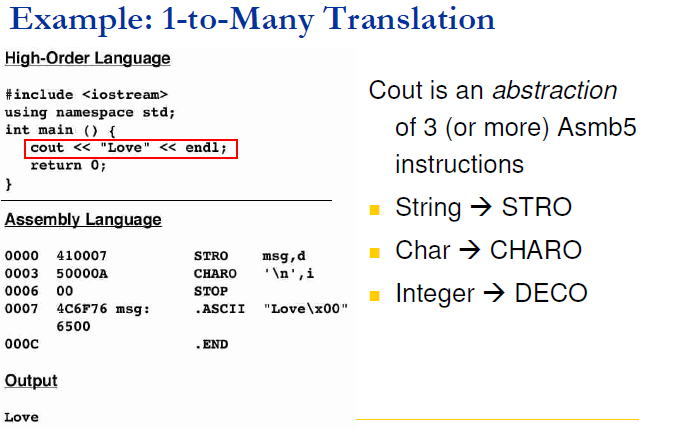 Example: 1-to-Many Translation
High-Order Language
#include <iostream>
using namespace std;
int main () {
cout << "Love" << endl;
return 0;
}
Assembly Language
0000 410007 STRO msg,d
0003 50000A CHARO '\n',i
0006 00 STOP
0007 4C6F76 msg: .ASCII "Love\x00"
6500
000C .END
Output
Love
Cout is an abstraction
of 3 (or more) Asmb5
instructions
String → STRO
Char → CHARO
Integer → DECO